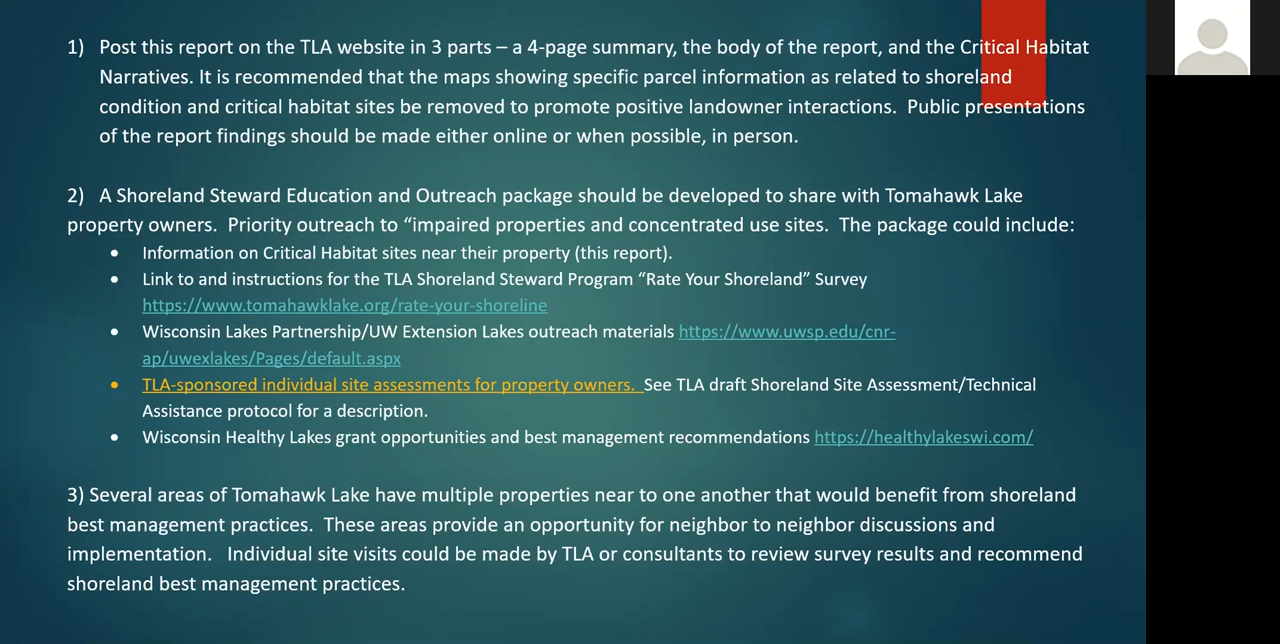 1) Post this report on the TLA website in 3 parts – a 4-page summary, the body of the report, and the Critical Habitat
Narratives. It is recommended that the maps showing specific parcel information as related to shoreland
condition and critical habitat sites be removed to promote positive landowner interactions. Public presentations
of the report findings should be made either online or when possible, in person.
2) A Shoreland Steward Education and Outreach package should be developed to share with Tomahawk Lake
property owners. Priority outreach to “impaired properties and concentrated use sites. The package could include:
• Information on Critical Habitat sites near their property (this report).
• Link to and instructions for the TLA Shoreland Steward Program “Rate Your Shoreland” Survey
https://www.tomahawklake.org/rate-your-shoreline
• Wisconsin Lakes Partnership/UW Extension Lakes outreach materials https://www.uwsp.edu/cnr-
ap/uwexlakes/Pages/default.aspx
• TLA-sponsored individual site assessments for property owners. See TLA draft Shoreland Site Assessment/Technical
Assistance protocol for a description.
• Wisconsin Healthy Lakes grant opportunities and best management recommendations https://healthylakeswi.com/
3) Several areas of Tomahawk Lake have multiple properties near to one another that would benefit from shoreland
best management practices. These areas provide an opportunity for neighbor to neighbor discussions and
implementation. Individual site visits could be made by TLA or consultants to review survey results and recommend
shoreland best management practices.